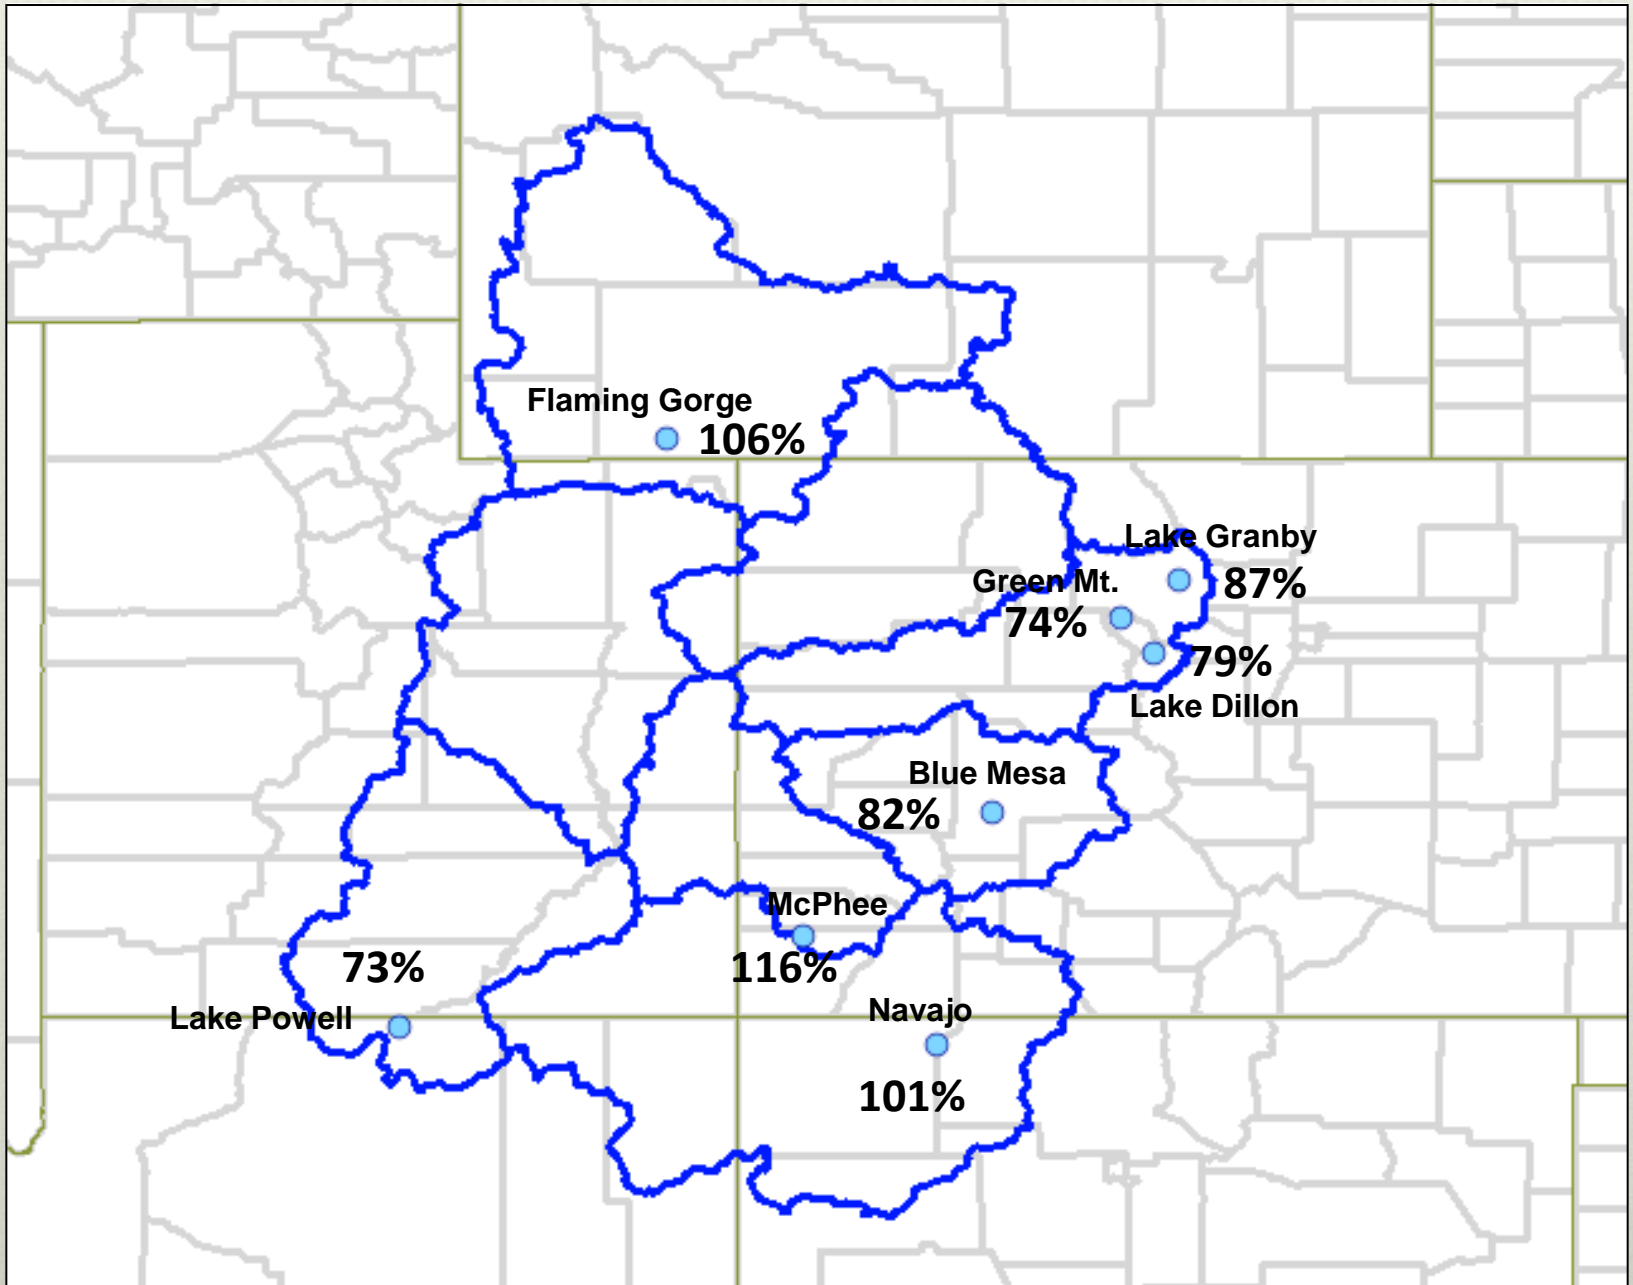 Flaming Gorge
106%
Lake Granby
87%
Green Mt.
74%
79%
Lake Dillon
Blue Mesa
82%
McPhee
116%
73%
Lake Powell
Navajo
101%